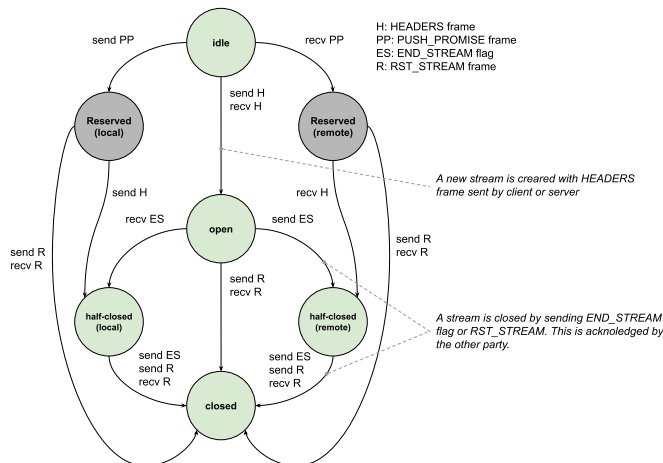 idle
send PP
recv PP
H: HEADERS frame
PP: PUSH_PROMISE frame
ES: END_STREAM flag
R: RST_STREAM frame
send H
recv H
Reserved
(local)
Reserved
(remote)
A new stream is creared with HEADERS
frame sent by client or server
send H
recv H
recv ES
send ES
open
send R
recv R
send R
recv R
send R
recv R
half-closed
(local)
half-closed
(remote)
A stream is closed by sending END_STREAM
flag or RST_STREAM. This is acknoledged by
the other party.
send ES
send R
recv R
send ES
send R
recv R
closed